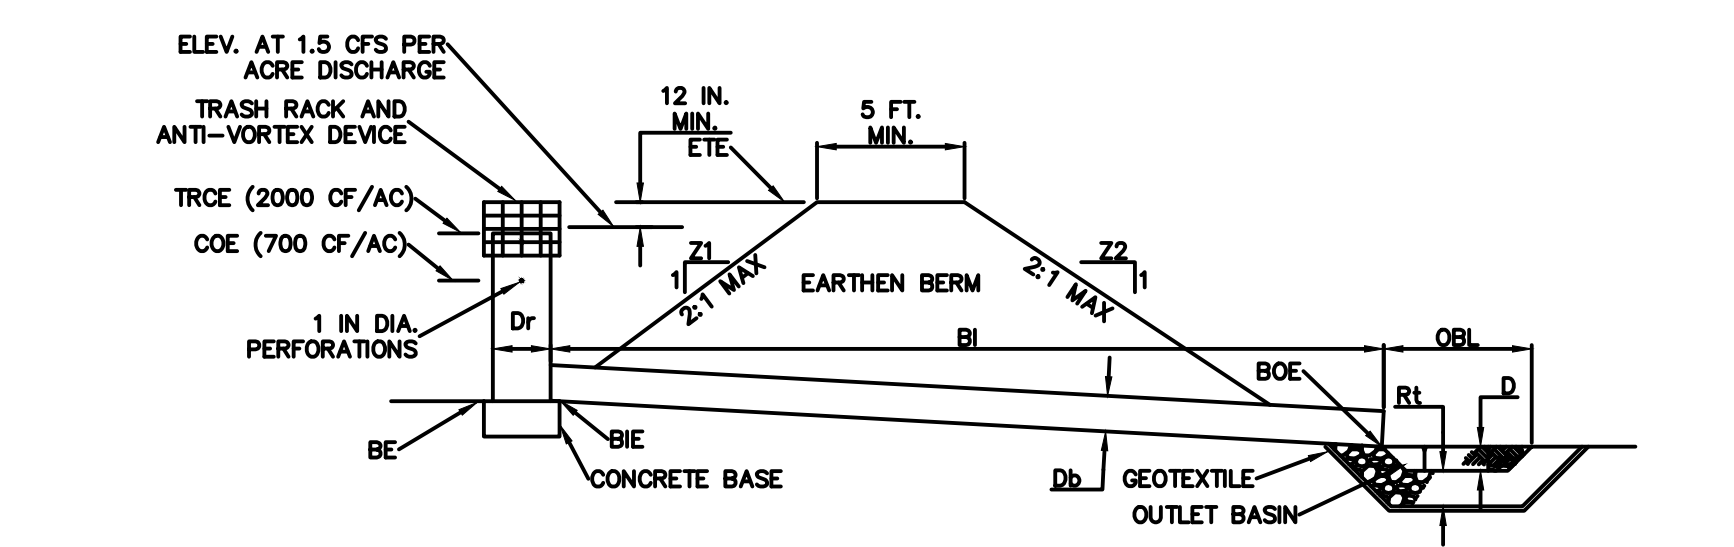 ELEV. AT 1.5 CFS PER
ACRE DISCHARGE
TRASH RACK AND
ANTI-VORTEX DEVICE
TRCE (2000 CF/AC)
COE (700 CF/AC)
1 IN DIA.
PERFORATIONS
Dr
12 IN.
MIN.
ETE
5 FT.
MIN.
Z1
1
2:1 MAX
EARTHEN BERM
Z2
1
2:1 MAX
Bl
OBL
BOE
Rt
D
BE
BIE
CONCRETE BASE
Db
GEOTEXTILE
OUTLET BASIN